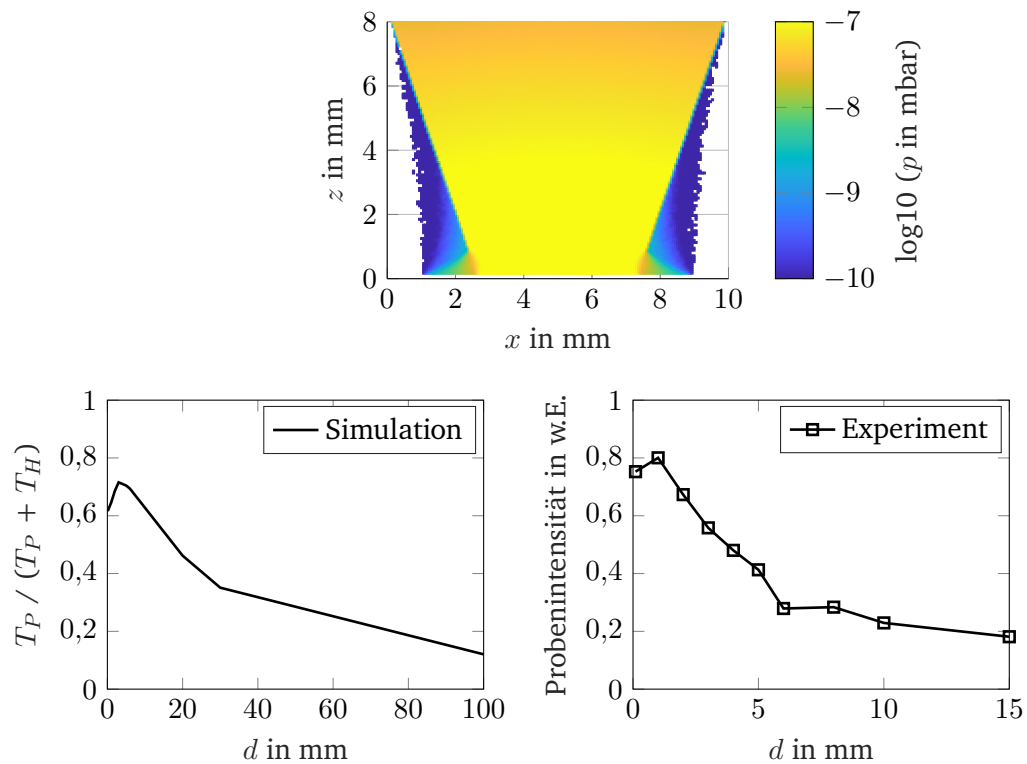 8
6
4
2
0
z in mm
0 2 4 6 8 10
x in mm
−7
−8
−9
−10
log10 (p in mbar)
1
0,8
0,6
0,4
0,2
0
T_P / (T_P + T_H)
Simulation
0 20 40 60 80 100
d in mm
1
0,8
0,6
0,4
0,2
0
Probenintensität in w.E.
Experiment
0 5 10 15
d in mm